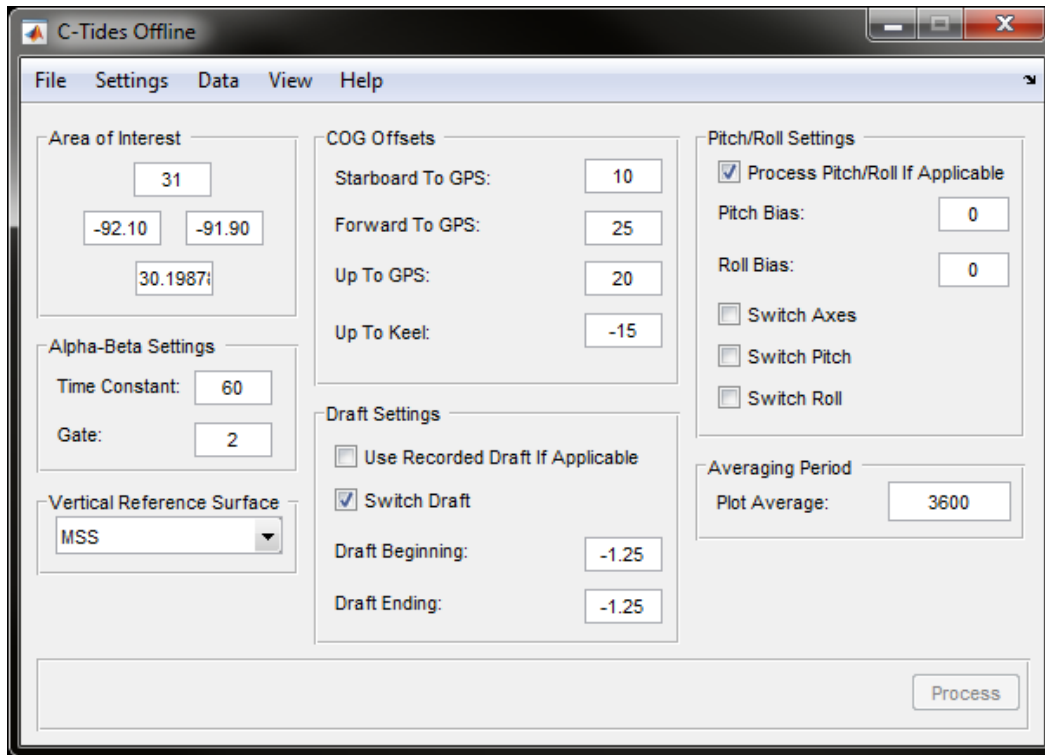 C-Tides Offline
File Settings Data View Help
Area of Interest
31
-92.10 -91.90
30.1987
Alpha-Beta Settings
Time Constant: 60
Gate: 2
Vertical Reference Surface
MSS
COG Offsets
Starboard To GPS: 10
Forward To GPS: 25
Up To GPS: 20
Up To Keel: -15
Draft Settings
Use Recorded Draft If Applicable
Switch Draft
Draft Beginning: -1.25
Draft Ending: -1.25
Pitch/Roll Settings
Process Pitch/Roll If Applicable
Pitch Bias: 0
Roll Bias: 0
Switch Axes
Switch Pitch
Switch Roll
Averaging Period
Plot Average: 3600
Process